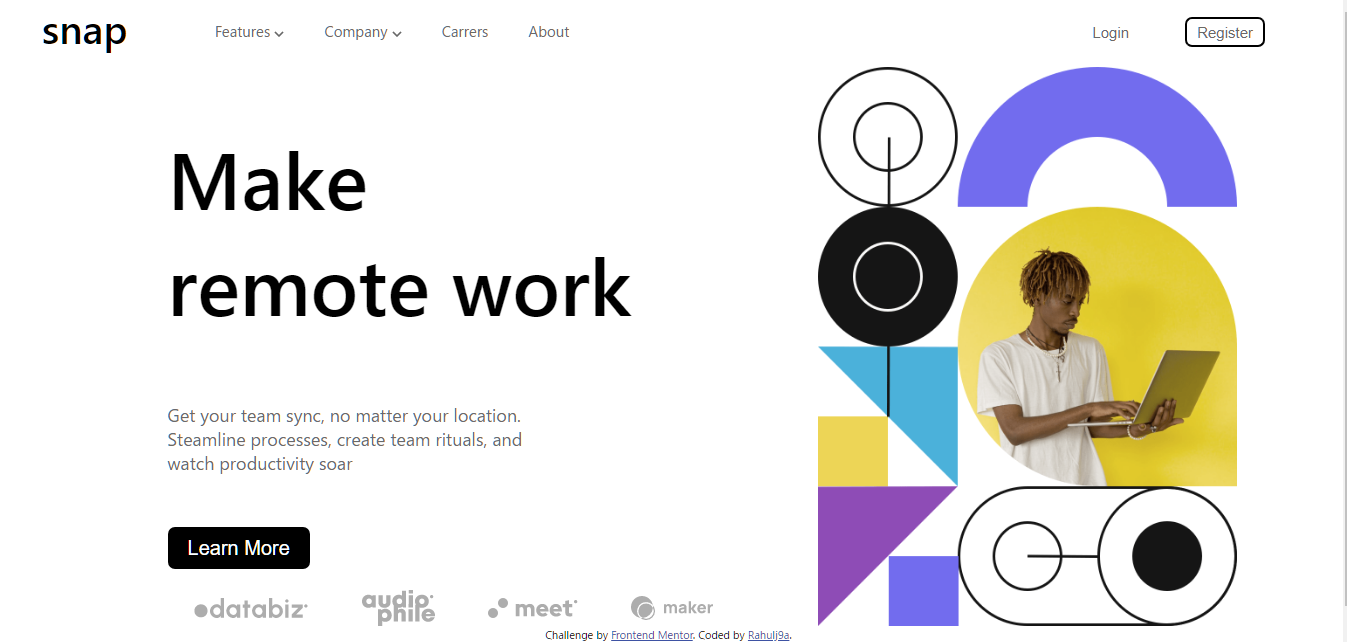 snap
Features
Company
Carrers
About
Login
Register
Make
remote work
Get your team sync, no matter your location.
Steamline processes, create team rituals, and
watch productivity soar
Learn More
databiz
audio
phile
meet
maker
Challenge by Frontend Mentor. Coded by Rahulj9a.